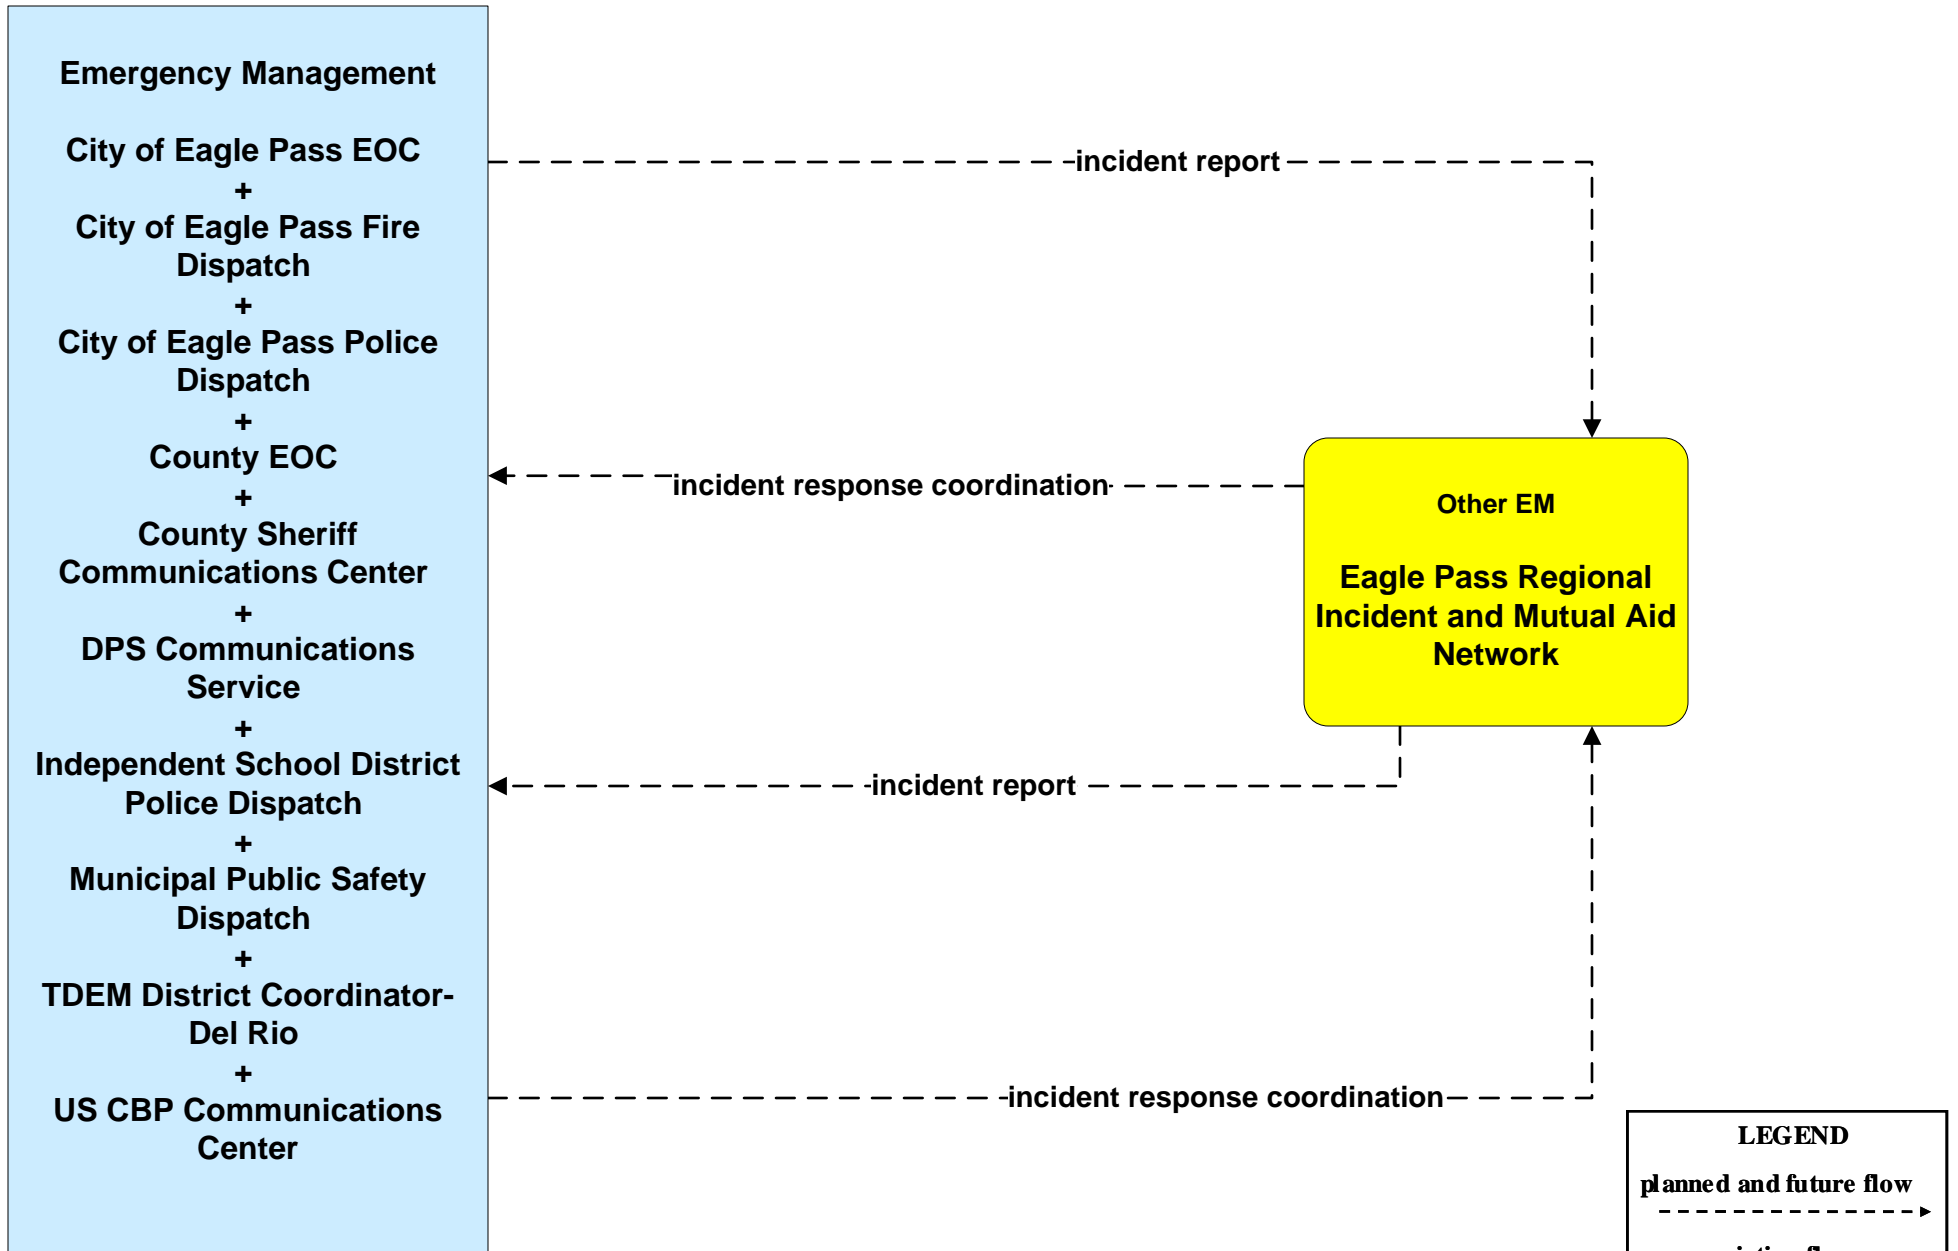 Emergency Management
City of Eagle Pass EOC
+
City of Eagle Pass Fire
Dispatch
+
City of Eagle Pass Police
Dispatch
+
County EOC
+
County Sheriff
Communications Center
+
DPS Communications
Service
+
Independent School District
Police Dispatch
+
Municipal Public Safety
Dispatch
+
TDEM District Coordinator-
Del Rio
+
US CBP Communications
Center
incident report
incident response coordination
incident report
incident response coordination
Other EM
Eagle Pass Regional
Incident and Mutual Aid
Network
LEGEND
planned and future flow